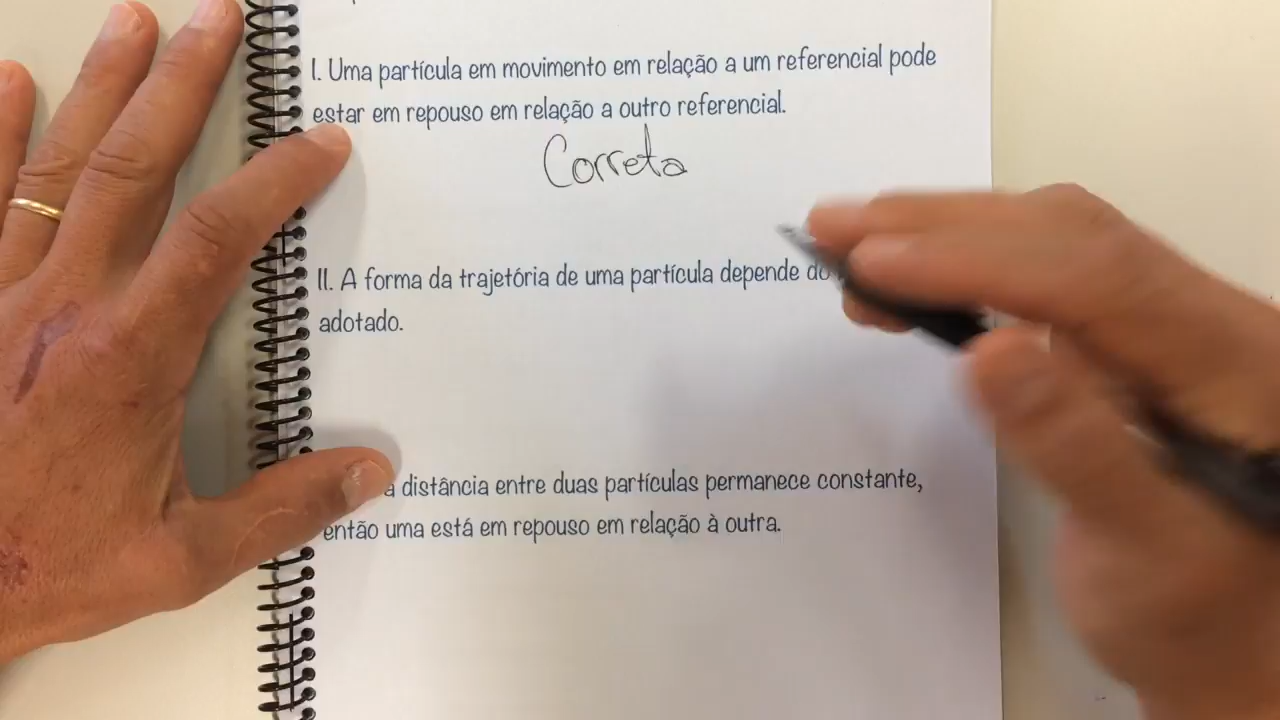 I. Uma partícula em movimento em relação a um referencial pode
estar em repouso em relação a outro referencial.
Correta
II. A forma da trajetória de uma partícula depende do
adotado.
a distância entre duas partículas permanece constante,
então uma está em repouso em relação à outra.